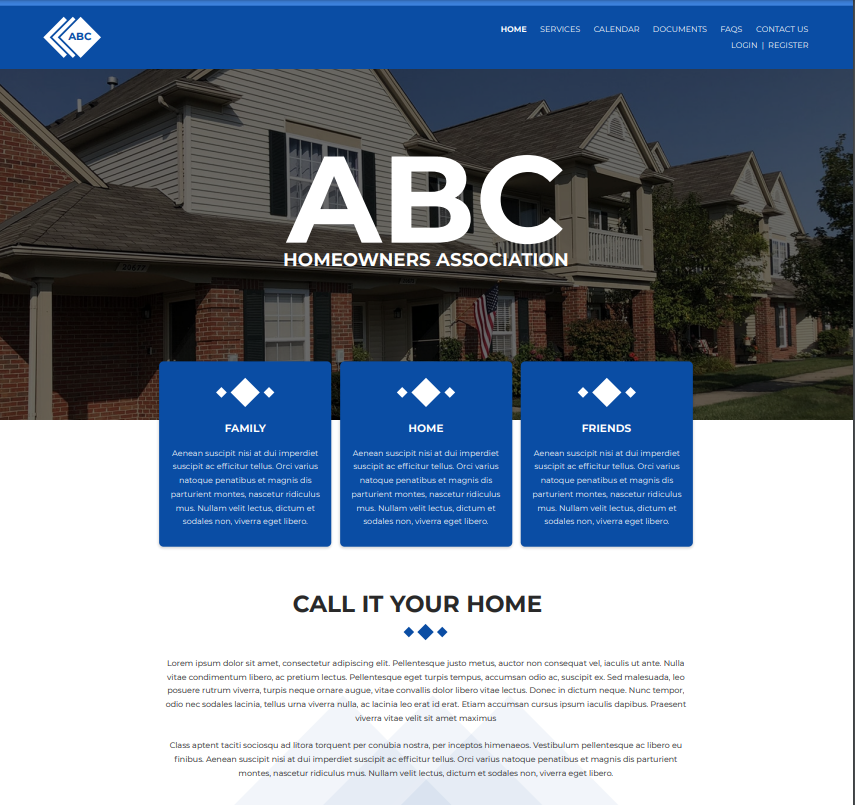 ABC
HOME SERVICES CALENDAR DOCUMENTS FAQS CONTACT US
LOGIN | REGISTER
ABC
HOMEOWNERS ASSOCIATION
FAMILY
Aenean suscipit nisi at dui imperdiet
suscipit ac efficitur tellus. Orci varius
natoque penatibus et magnis dis
parturient montes, nascetur ridiculus
mus. Nullam velit lectus, dictum et
sodales non, viverra eget libero.
HOME
Aenean suscipit nisi at dui imperdiet
suscipit ac efficitur tellus. Orci varius
natoque penatibus et magnis dis
parturient montes, nascetur ridiculus
mus. Nullam velit lectus, dictum et
sodales non, viverra eget libero.
FRIENDS
Aenean suscipit nisi at dui imperdiet
suscipit ac efficitur tellus. Orci varius
natoque penatibus et magnis dis
parturient montes, nascetur ridiculus
mus. Nullam velit lectus, dictum et
sodales non, viverra eget libero.
CALL IT YOUR HOME
Lorem ipsum dolor sit amet, consectetur adipiscing elit. Pellentesque justo metus, auctor non consequat vel, iaculis ut ante. Nulla
vitae condimentum libero, ac pretium lectus. Pellentesque eget turpis tempus, accumsan odio ac, suscipit ex. Sed malesuada, leo
posuere rutrum viverra, turpis neque ornare augue, vitae convallis dolor libero vitae lectus. Donec in dictum neque. Nunc tempor,
odio nec sodales lacinia, tellus urna viverra nulla, ac lacinia leo erat id erat. Etiam accumsan cursus ipsum iaculis dapibus. Praesent
viverra vitae velit sit amet maximus
Class aptent taciti sociosqu ad litora torquent per conubia nostra, per inceptos himenaeos. Vestibulum pellentesque ac libero eu
finibus. Aenean suscipit nisi at dui imperdiet suscipit ac efficitur tellus. Orci varius natoque penatibus et magnis dis parturient
montes, nascetur ridiculus mus. Nullam velit lectus, dictum et sodales non, viverra eget libero.